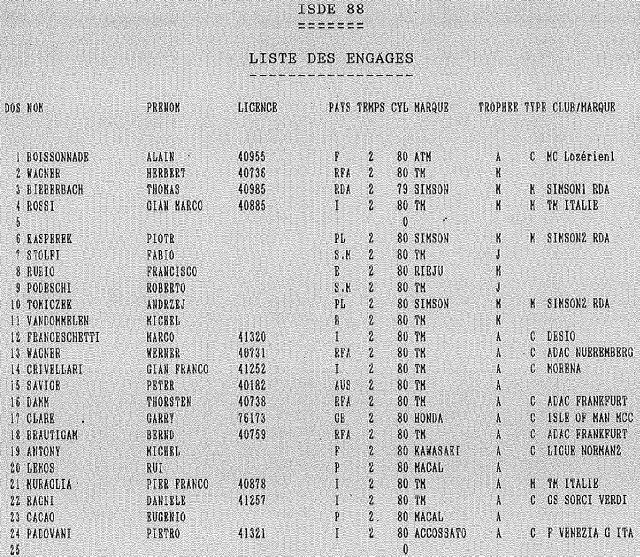 ISDE 88
=======
LISTE DES ENGAGES
-----------------
DOS NOM PRENOM LICENCE PAYS TEMPS CYL MARQUE TROPHEE TYPE CLUB/MARQUE
1 BOISSONNADE ALAIN 40955 F 2 80 ATM A C MC Lozérien1
2 WAGNER HERBERT 40736 RFA 2 80 TM M
3 BIEBERBACH THOMAS 40985 RDA 2 79 SIMSON M M SIMSON1 RDA
4 ROSSI GIAN MARCO 40885 I 2 80 TM M M TM ITALIE
5 0
6 KASPEREK PIOTR PL 2 80 SIMSON M M SIMSON2 RDA
7 STOLFI FABIO S.M 2 80 TM J
8 RUBIO FRANCISCO E 2 80 RIEJU M
9 PODESCHI ROBERTO S.M 2 80 TM J
10 TOMICZEK ANDRZEJ PL 2 80 SIMSON M M SIMSON2 RDA
11 VANDOMMELEN MICHEL B 2 80 TM M
12 FRANCESCHETTI MARCO 41320 I 2 80 TM A C DESIO
13 WAGNER WERNER 40731 RFA 2 80 TM A C ADAC NUEREMBERG
14 CRIVELLARI GIAN FRANCO 41252 I 2 80 TM A C MORENA
15 SAVIGE PETER 40182 AUS 2 80 TM A
16 DAMM THORSTEN 40738 RFA 2 80 TM A C ADAC FRANKFURT
17 CLARE GARRY 76173 GB 2 80 HONDA A C ISLE OF MAN MCC
18 BRAUTIGAM BERND 40759 RFA 2 80 TM A C ADAC FRANKFURT
19 ANTONY MICHEL F 2 80 KAWASAKI A C LIGUE NORMAN2
20 LEMOS RUI P 2 80 MACAL A
21 MURAGLIA PIER FRANCO 40878 I 2 80 TM A M TM ITALIE
22 BAGNI DANIELE 41257 I 2 80 TM A C GS SORCI VERDI
23 CACAO EUGENIO P 2 80 MACAL A
24 PADOVANI PIETRO 41321 I 2 80 ACCOSSATO A C F VENEZIA G ITA
25 0